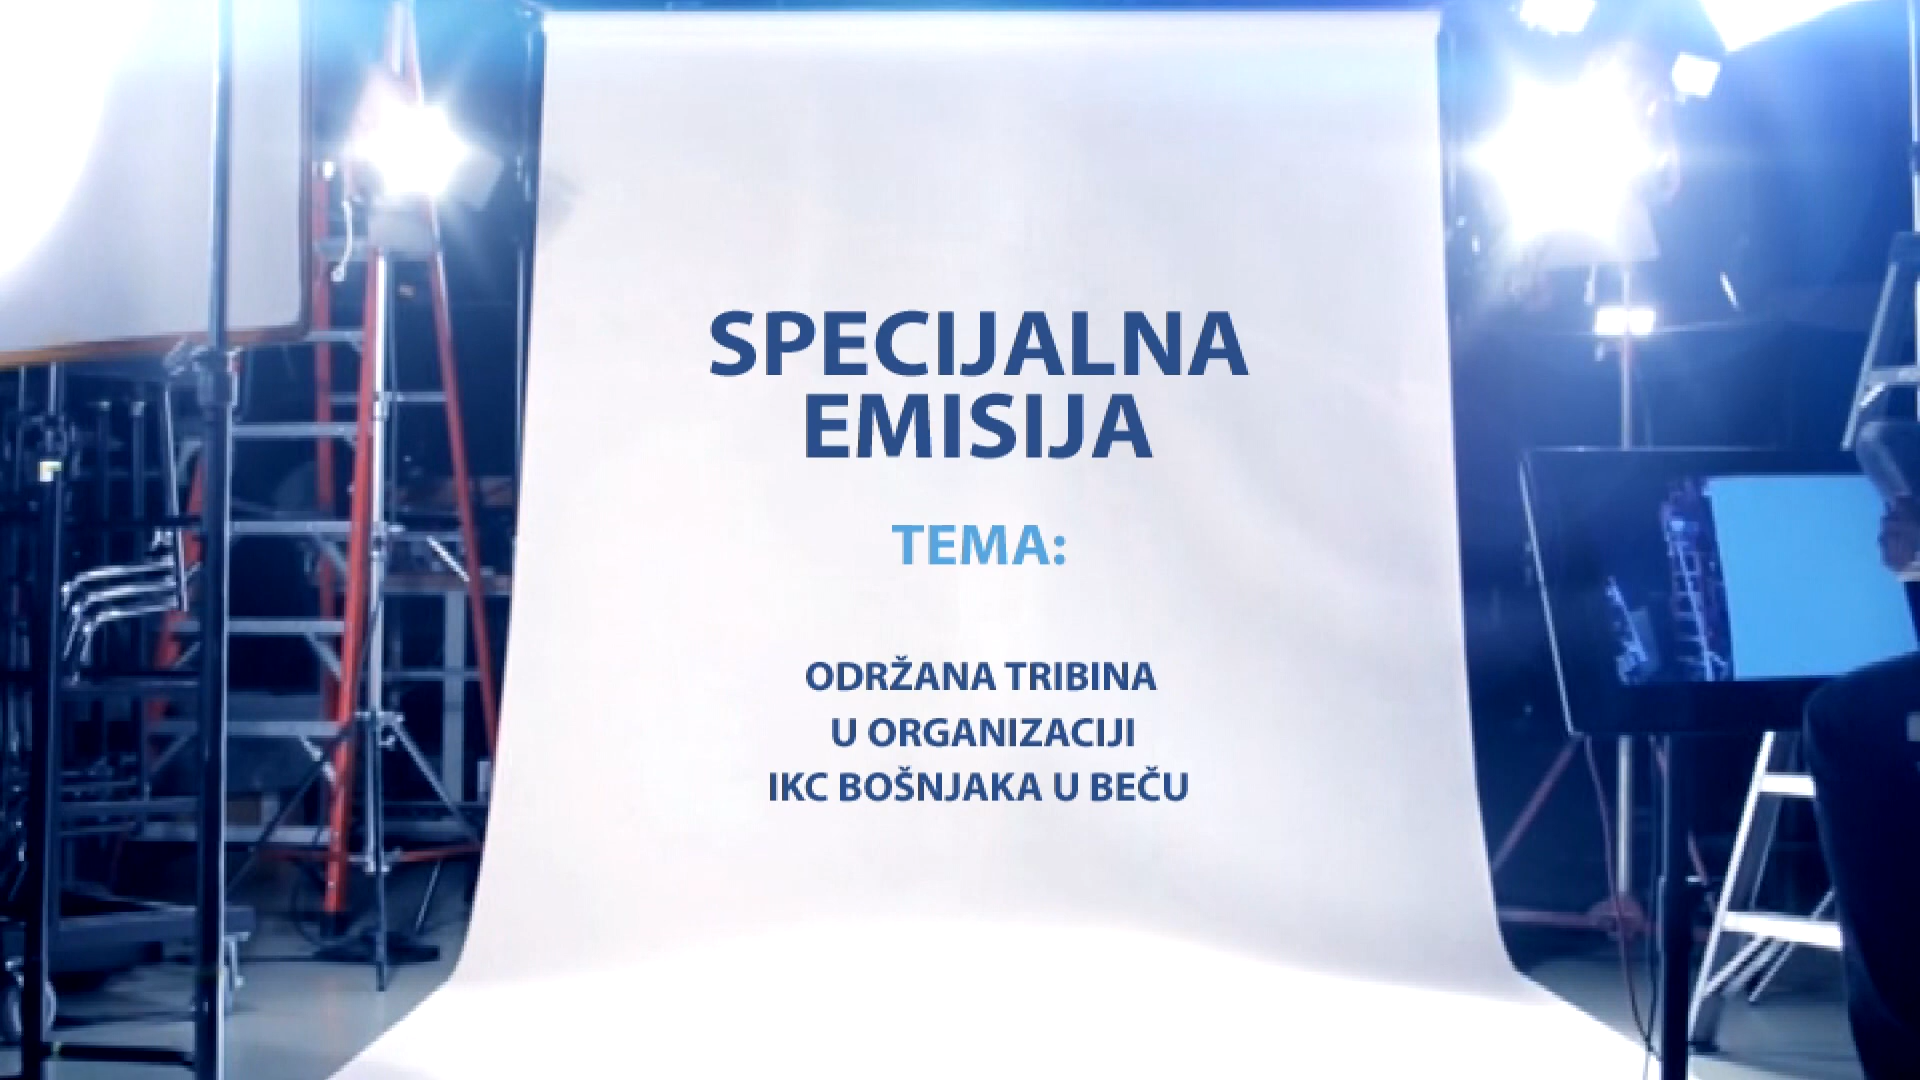 SPECIJALNA
EMISIJA
TEMA:
ODRŽANA TRIBINA
U ORGANIZACIJI
IKC BOŠNJAKA U BEČU